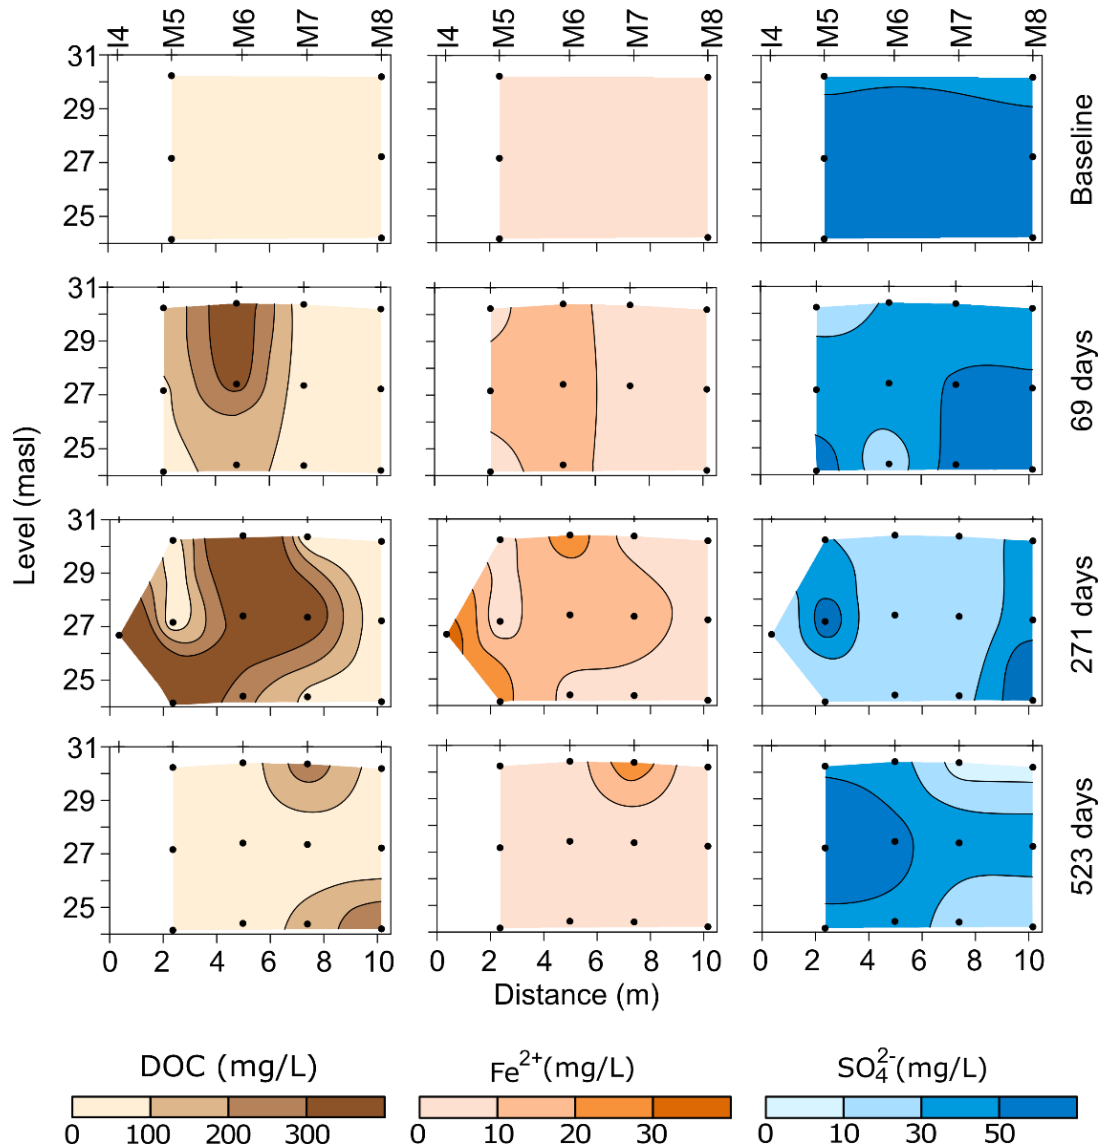 I4 M5 M6 M7 M8 I4 M5 M6 M7 M8 I4 M5 M6 M7 M8
31
29
27
25
Baseline
31
29
27
25
69 days
Level (masl)
31
29
27
25
271 days
31
29
27
25
523 days
0 2 4 6 8 10 0 2 4 6 8 10 0 2 4 6 8 10
Distance (m)
DOC (mg/L) Fe²⁺(mg/L) SO₄²⁻(mg/L)
0 100 200 300 0 10 20 30 0 10 30 50